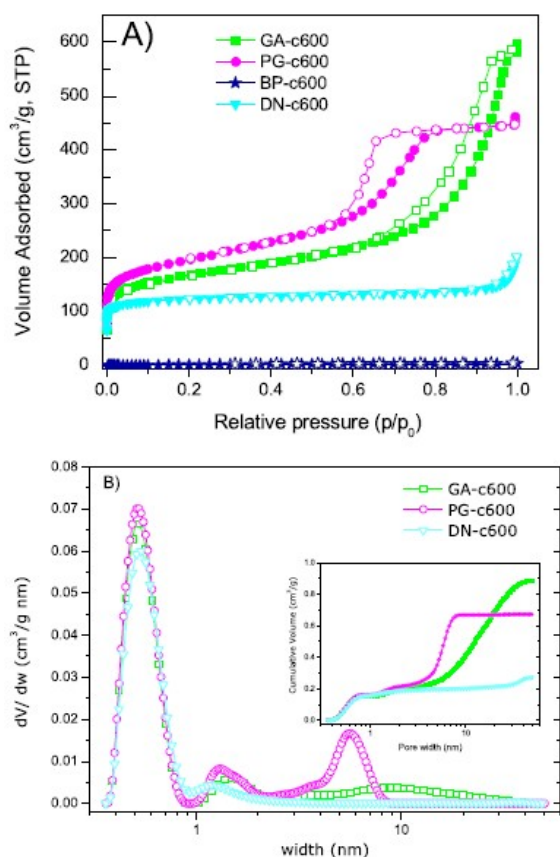 A)
GA-c600
PG-c600
BP-c600
DN-c600
Volume Adsorbed (cm³/g, STP)
600
500
400
300
200
100
0
0.0 0.2 0.4 0.6 0.8 1.0
Relative pressure (p/p₀)
B)
GA-c600
PG-c600
DN-c600
dV/ dw (cm³/g nm)
0.08
0.07
0.06
0.05
0.04
0.03
0.02
0.01
0.00
1 10
width (nm)
Cumulative Volume (cm³/g)
1.0
0.8
0.6
0.4
0.2
0.0
1 10
Pore width (nm)